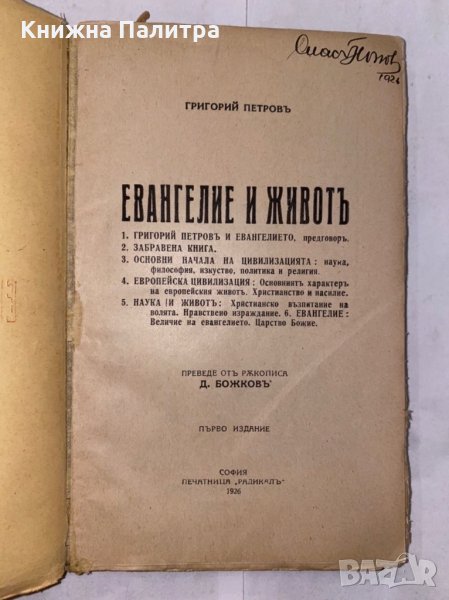 Книжна Палитра
1926
ГРИГОРИЙ ПЕТРОВЪ
ЕВАНГЕЛИЕ И ЖИВОТЪ
1. ГРИГОРИЙ ПЕТРОВЪ И ЕВАНГЕЛИЕТО, предговоръ.
2. ЗАБРАВЕНА КНИГА.
3. ОСНОВНИ НАЧАЛА НА ЦИВИЛИЗАЦИЯТА: наука,
философия, изкуство, политика и религия.
4. ЕВРОПЕЙСКА ЦИВИЛИЗАЦИЯ: Основниятъ характеръ
на европейския животъ. Християнство и насилие.
5. НАУКА И ЖИВОТЪ: Християнско възпитание на
волята. Нравствено израждание. 6. ЕВАНГЕЛИЕ:
Величие на евангелието. Царство Божие.
ПРЕВЕДЕ ОТЪ РѪКОПИСА
Д. БОЖКОВЪ
ПЪРВО ИЗДАНИЕ
СОФИЯ
ПЕЧАТНИЦА „РАДИКАЛЪ"
1926
BAZAR